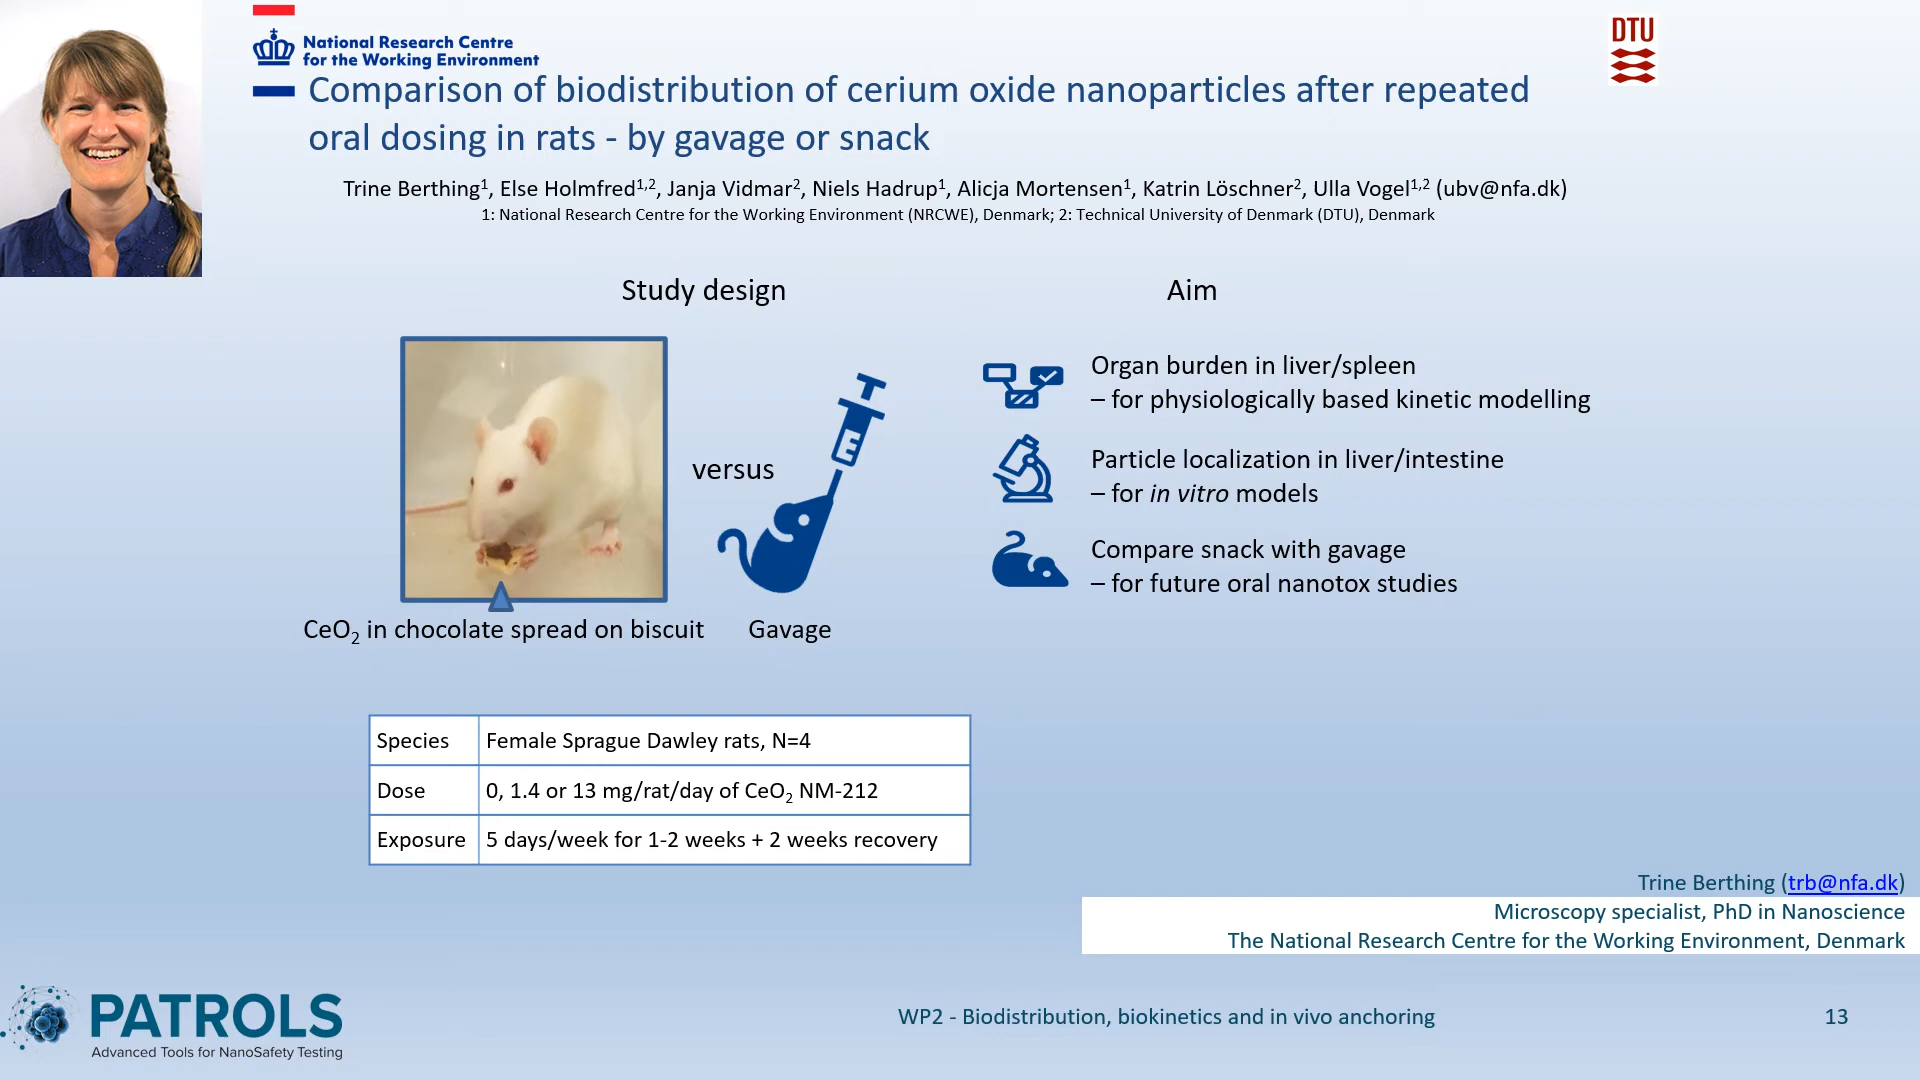 National Research Centre
for the Working Environment
DTU
Comparison of biodistribution of cerium oxide nanoparticles after repeated
oral dosing in rats - by gavage or snack
Trine Berthing¹, Else Holmfred¹,², Janja Vidmar², Niels Hadrup¹, Alicja Mortensen¹, Katrin Löschner², Ulla Vogel¹,² (ubv@nfa.dk)
1: National Research Centre for the Working Environment (NRCWE), Denmark; 2: Technical University of Denmark (DTU), Denmark
Study design
versus
CeO₂ in chocolate spread on biscuit
Gavage
Aim
Organ burden in liver/spleen
– for physiologically based kinetic modelling
Particle localization in liver/intestine
– for in vitro models
Compare snack with gavage
– for future oral nanotox studies
Species Female Sprague Dawley rats, N=4
Dose 0, 1.4 or 13 mg/rat/day of CeO₂ NM-212
Exposure 5 days/week for 1-2 weeks + 2 weeks recovery
Trine Berthing (trb@nfa.dk)
Microscopy specialist, PhD in Nanoscience
The National Research Centre for the Working Environment, Denmark
PATROLS
Advanced Tools for NanoSafety Testing
WP2 - Biodistribution, biokinetics and in vivo anchoring
13